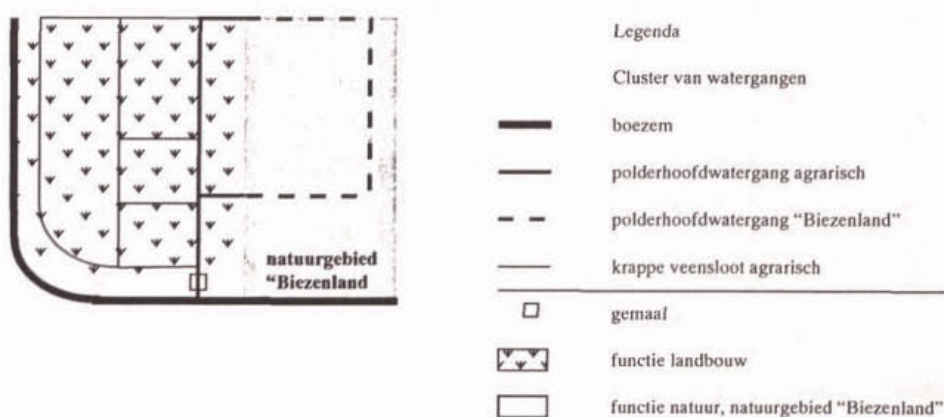 natuurgebied
“Biezenland
Legenda
Cluster van watergangen
boezem
polderhoofdwatergang agrarisch
polderhoofdwatergang “Biezenland”
krappe veensloot agrarisch
gemaal
functie landbouw
functie natuur, natuurgebied “Biezenland”